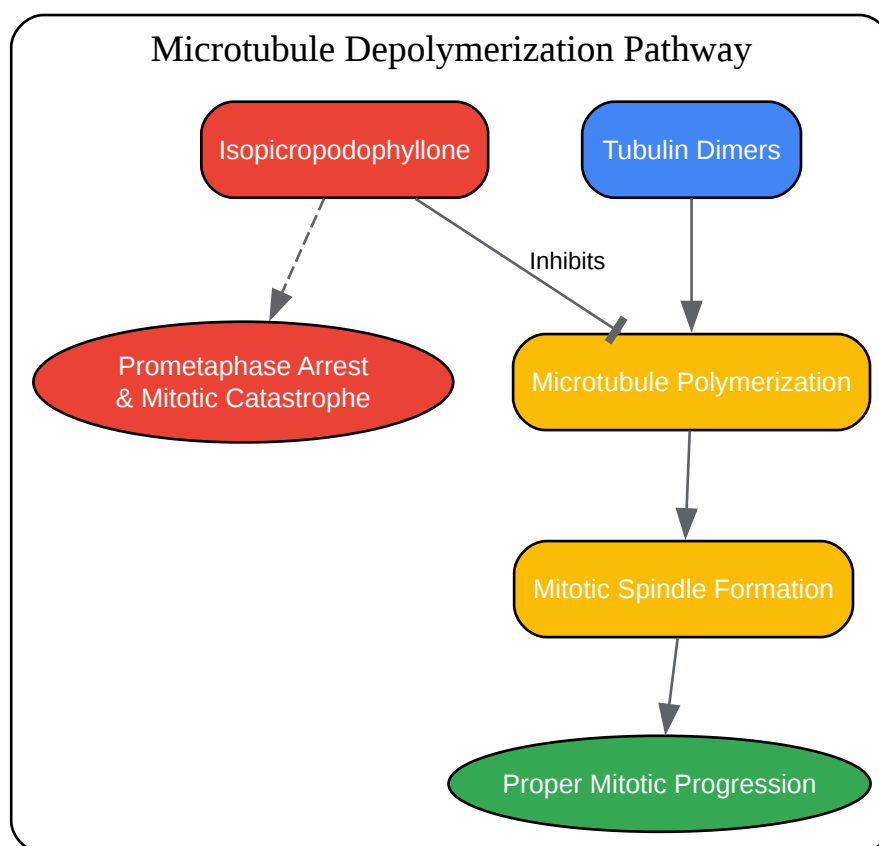 Microtubule Depolymerization Pathway
Isopicropodophyllone
Tubulin Dimers
Inhibits
Prometaphase Arrest
& Mitotic Catastrophe
Microtubule Polymerization
Mitotic Spindle Formation
Proper Mitotic Progression